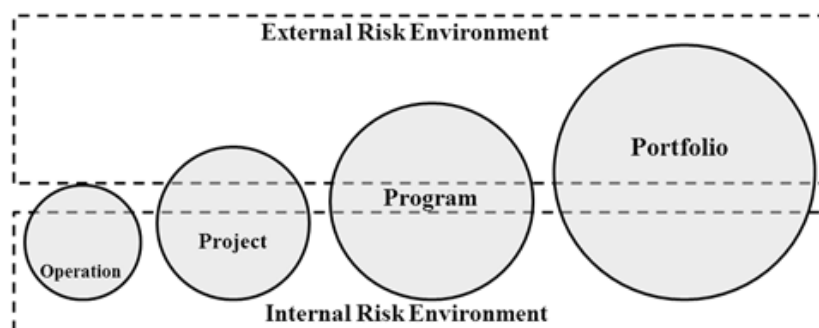 External Risk Environment
Portfolio
Program
Project
Operation
Internal Risk Environment